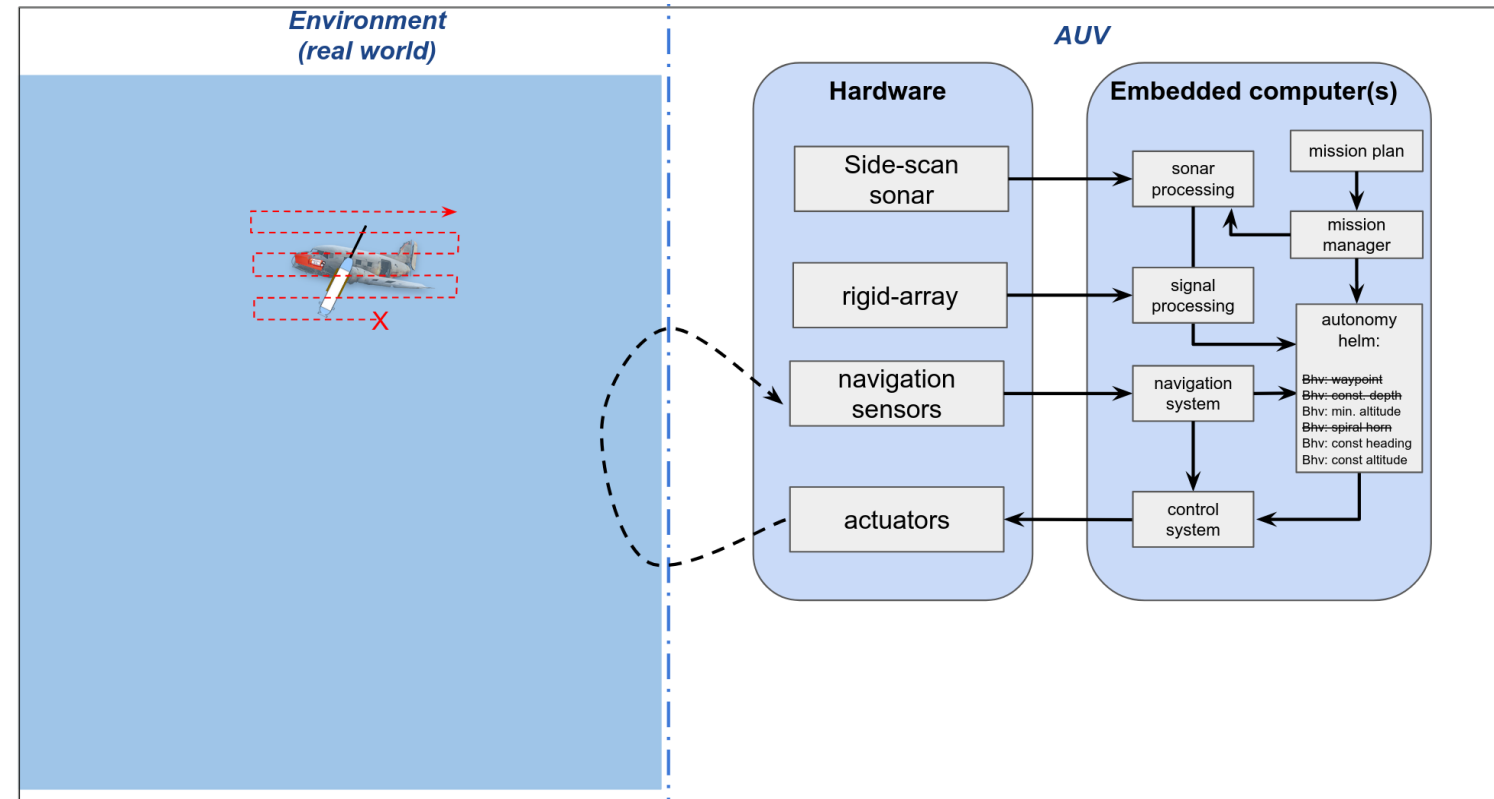 Environment
(real world)
AUV
X
Hardware
Side-scan
sonar
rigid-array
navigation
sensors
actuators
Embedded computer(s)
sonar
processing
mission plan
mission
manager
signal
processing
autonomy
helm:
Bhv: waypoint
Bhv: const. depth
Bhv: min. altitude
Bhv: spiral horn
Bhv: const heading
Bhv: const altitude
navigation
system
control
system